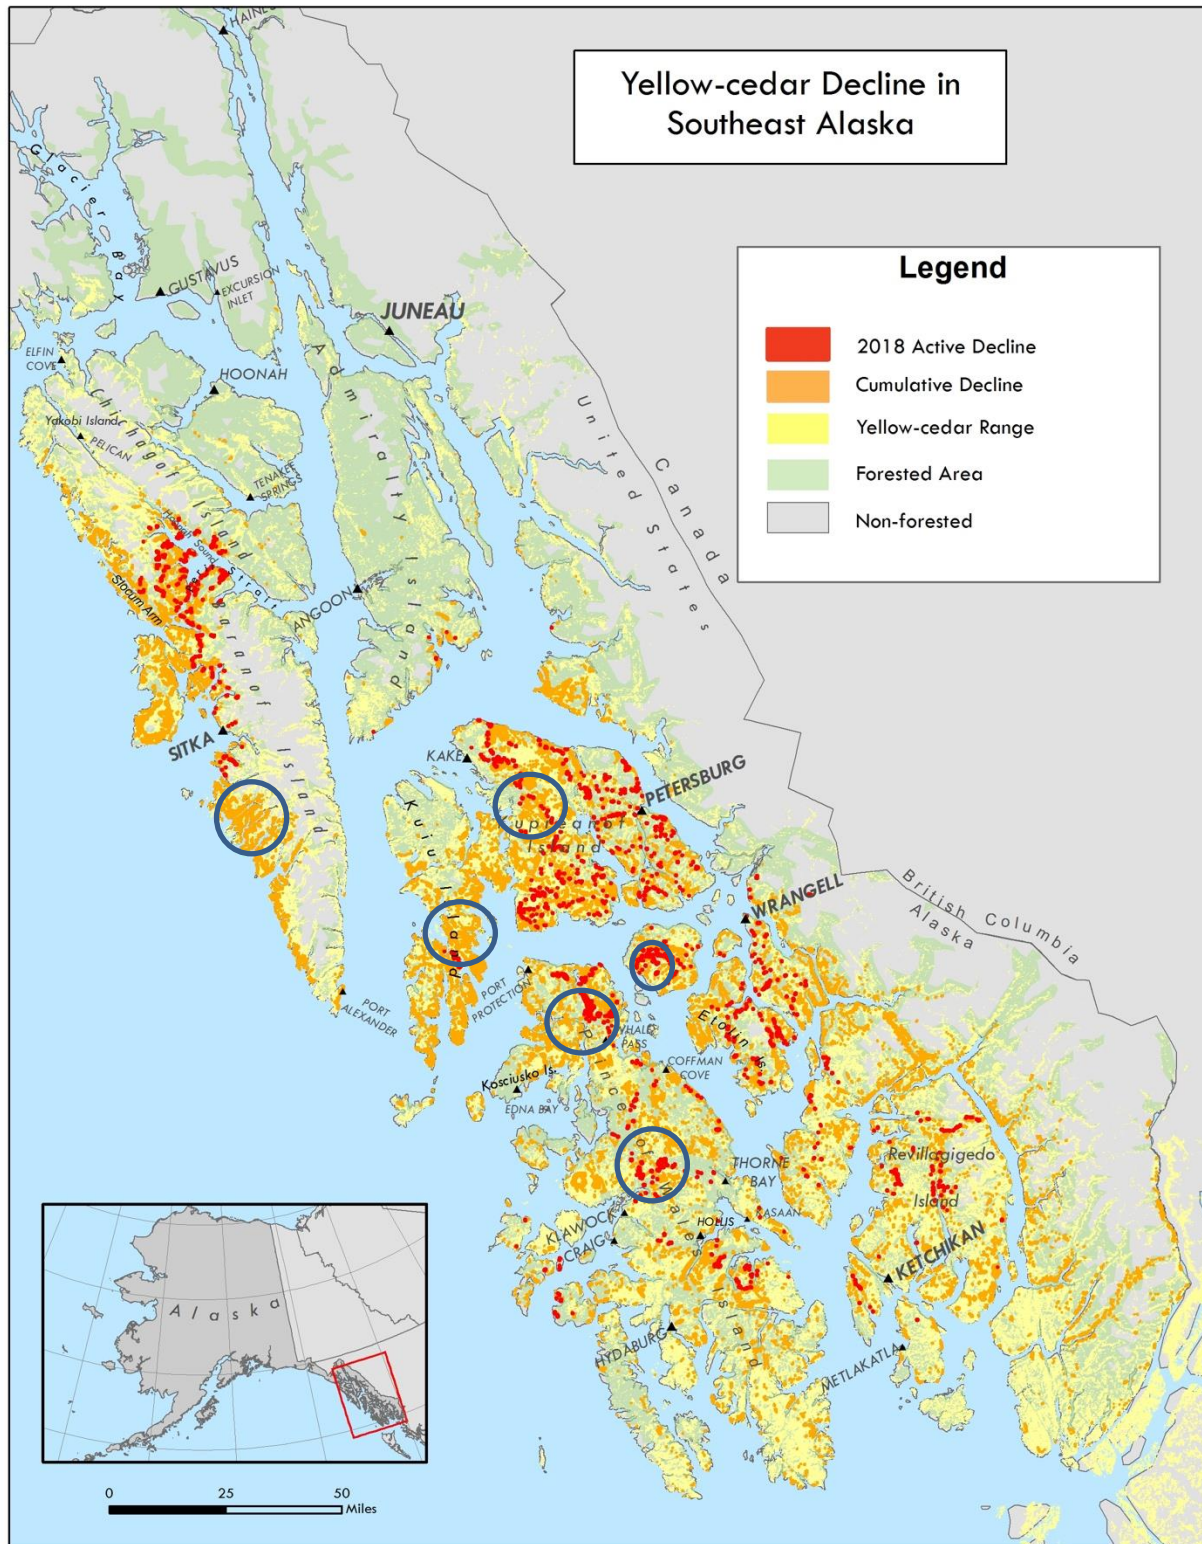 Yellow-cedar Decline in
Southeast Alaska
Legend
2018 Active Decline
Cumulative Decline
Yellow-cedar Range
Forested Area
Non-forested
HAINES
Glacier Bay
GUSTAVUS
EXCURSION
INLET
JUNEAU
ELFIN
COVE
HOONAH
Admiralty Island
Chichagof Island
Yakobi Island
PELICAN
TENAKEE
SPRINGS
United States
Canada
Sound
Strait
Slocum Arm
Baranof Island
ANGOON
SITKA
KAKE
PETERSBURG
Kupreanof
Island
Kuiu Island
WRANGELL
British Columbia
Alaska
PORT
ALEXANDER
PORT
PROTECTION
WHALE
PASS
Etolin Is.
Kosciusko Is.
EDNA BAY
COFFMAN
COVE
Prince of Wales Island
THORNE
BAY
KASAAN
HOLLIS
KLAWOCK
CRAIG
Revillagigedo
Island
KETCHIKAN
HYDABURG
METLAKATLA
Alaska
0
25
50
Miles